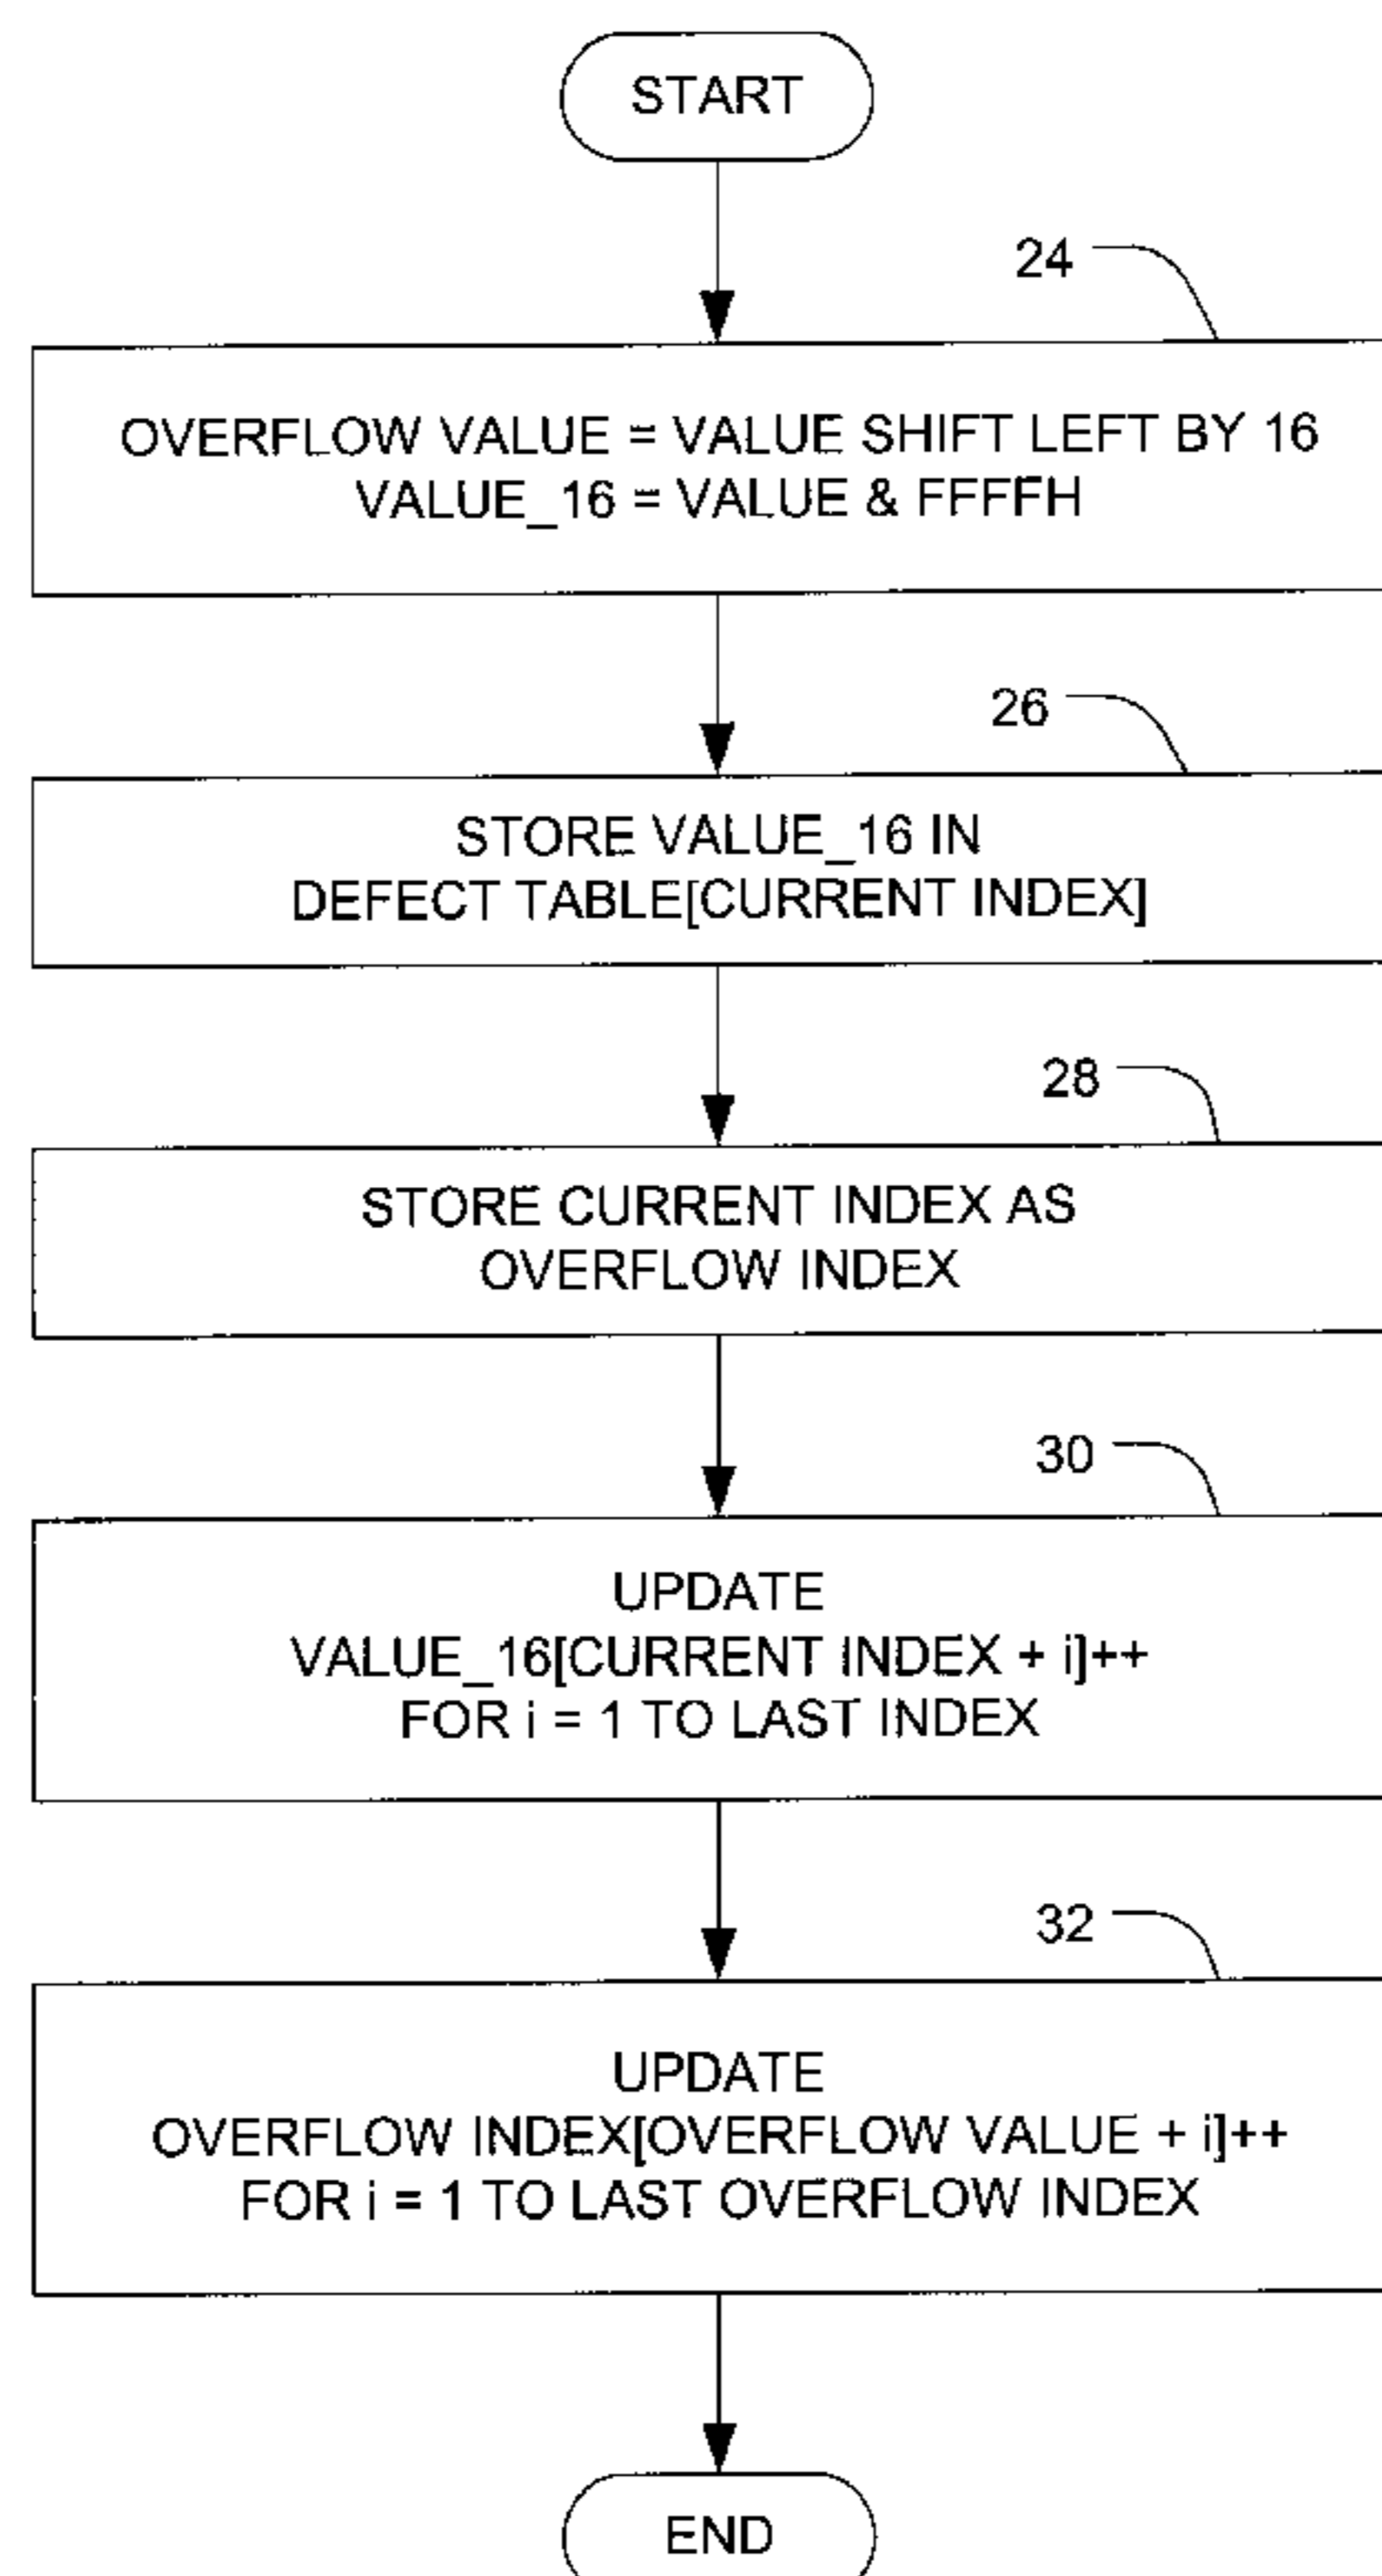 START
24
OVERFLOW VALUE = VALUE SHIFT LEFT BY 16
VALUE_16 = VALUE & FFFFH
26
STORE VALUE_16 IN
DEFECT TABLE[CURRENT INDEX]
28
STORE CURRENT INDEX AS
OVERFLOW INDEX
30
UPDATE
VALUE_16[CURRENT INDEX + i]++
FOR i = 1 TO LAST INDEX
32
UPDATE
OVERFLOW INDEX[OVERFLOW VALUE + i]++
FOR i = 1 TO LAST OVERFLOW INDEX
END